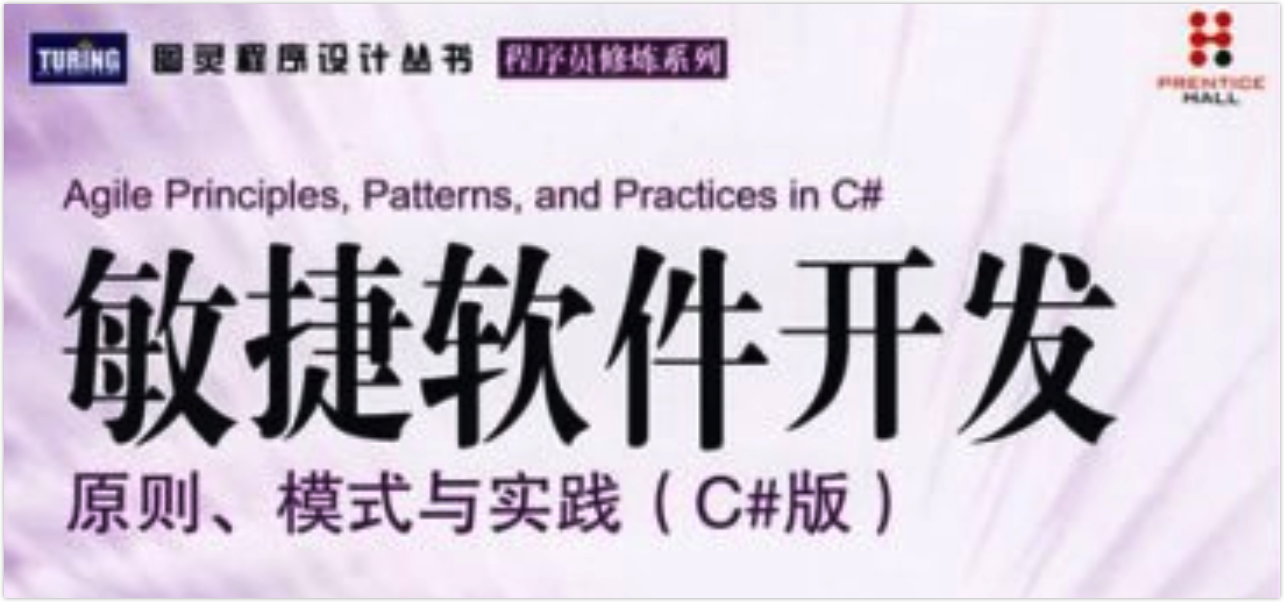 TURING 图灵程序设计丛书 程序员修炼系列
PRENTICE
HALL
Agile Principles, Patterns, and Practices in C#
敏捷软件开发
原则、模式与实践（C#版）